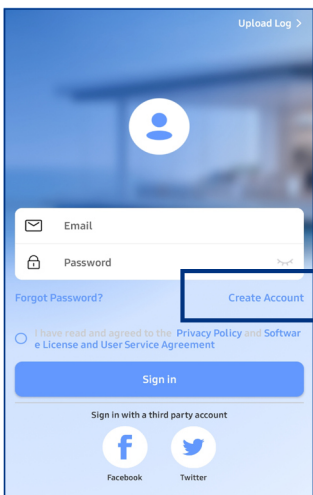 Upload Log >
Email
Password
Forgot Password?
Create Account
I have read and agreed to the Privacy Policy and Softwar
e License and User Service Agreement
Sign in
Sign in with a third party account
Facebook
Twitter